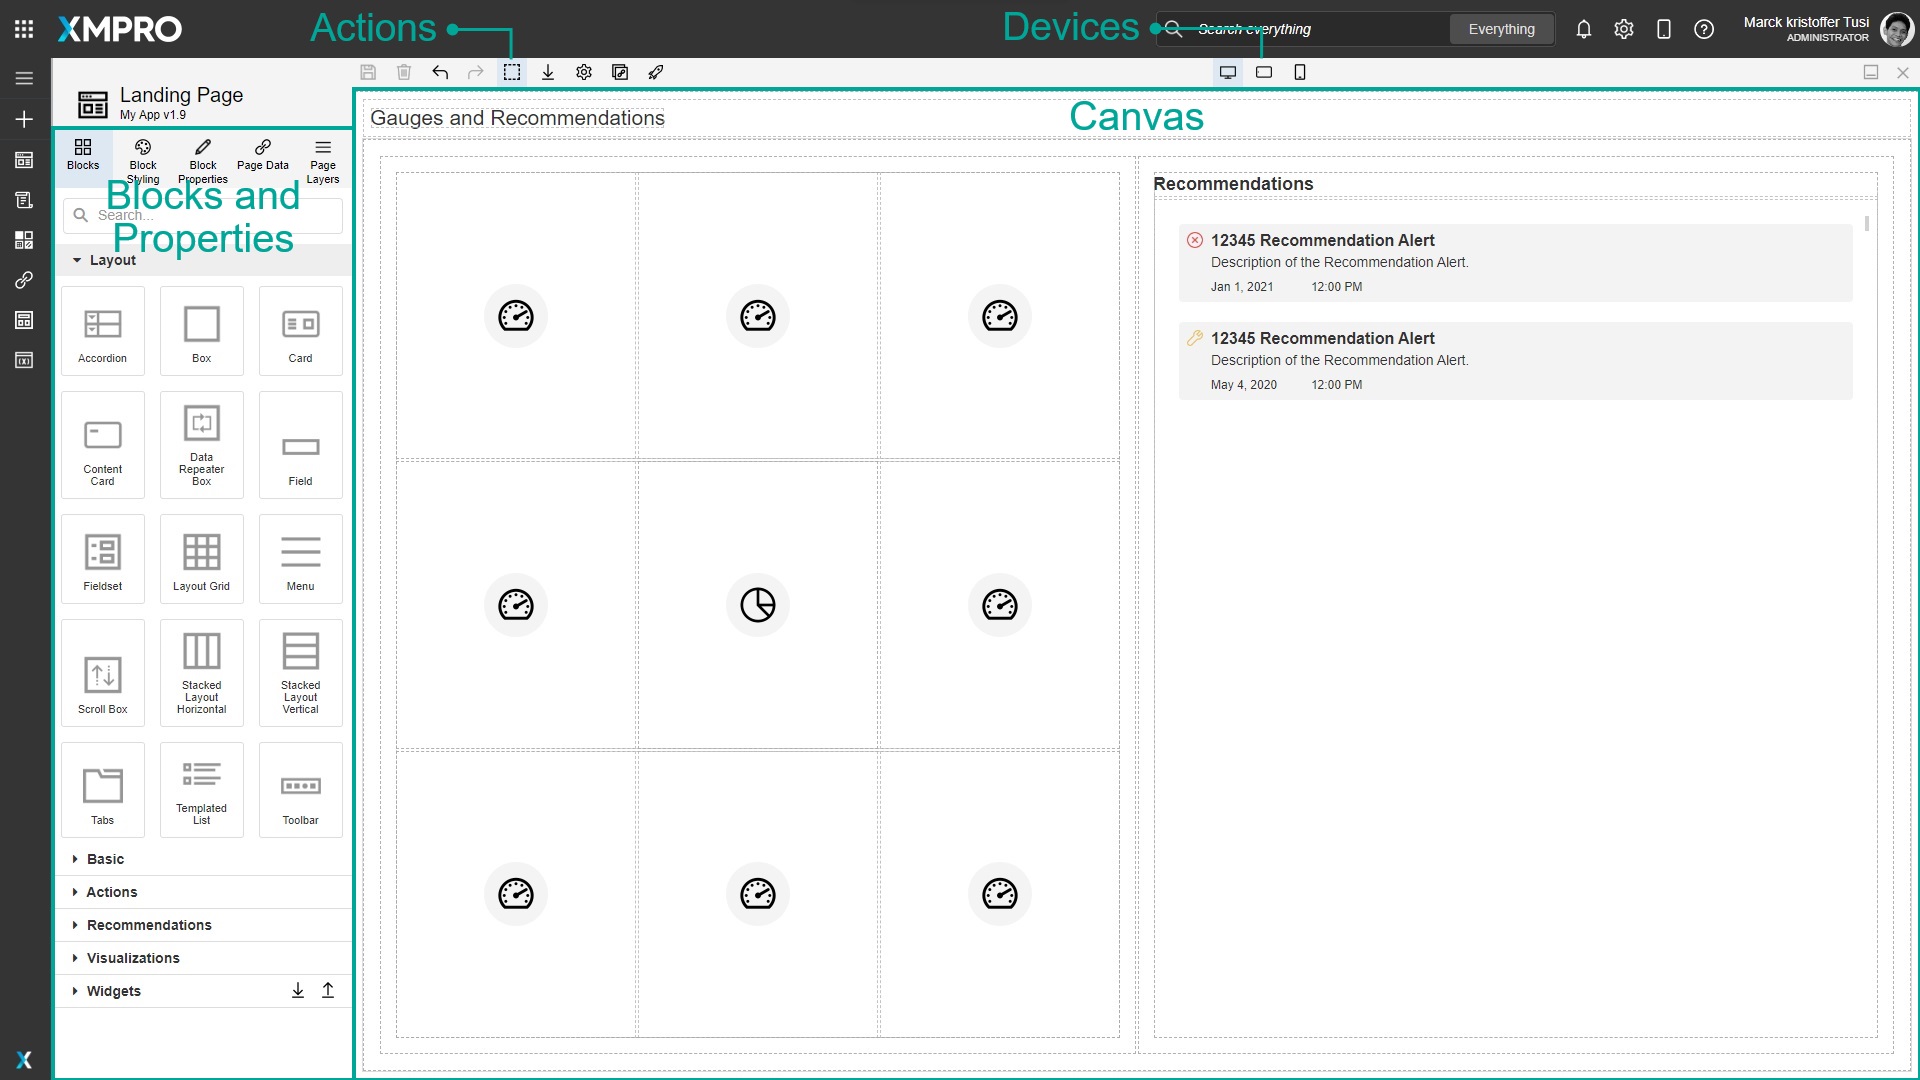 XMPRO
Actions
Devices
Search everything
Everything
Marck kristoffer Tusi
ADMINISTRATOR
Landing Page
My App v1.9
Blocks
Block Styling
Block Properties
Page Data
Page Layers
Blocks and
Properties
Search...
Layout
Accordion
Box
Card
Content
Card
Data
Repeater
Box
Field
Fieldset
Layout Grid
Menu
Scroll Box
Stacked
Layout
Horizontal
Stacked
Layout
Vertical
Tabs
Templated
List
Toolbar
Basic
Actions
Recommendations
Visualizations
Widgets
Gauges and Recommendations
Canvas
Recommendations
12345 Recommendation Alert
Description of the Recommendation Alert.
Jan 1, 2021 12:00 PM
12345 Recommendation Alert
Description of the Recommendation Alert.
May 4, 2020 12:00 PM
X